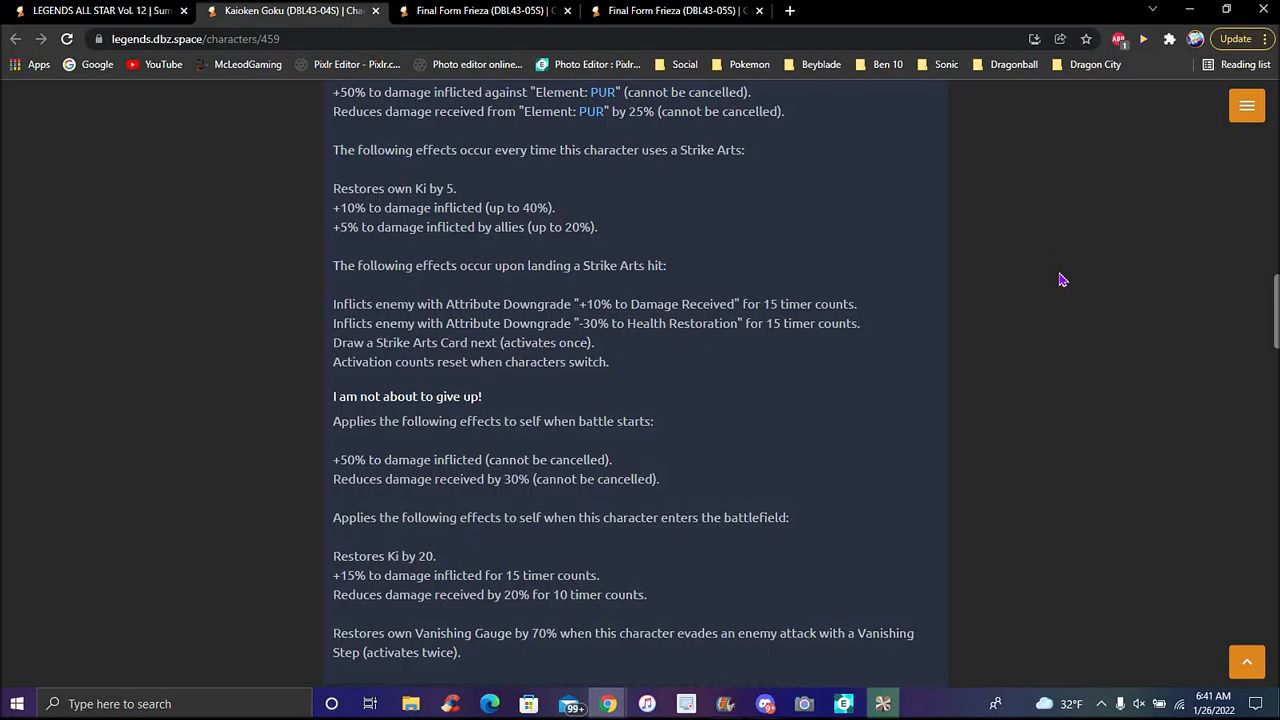 LEGENDS ALL STAR Vol. 12 | Sum
Kaioken Goku (DBL43-04S) | Cha
Final Form Frieza (DBL43-05S) | C
Final Form Frieza (DBL43-05S) | C
legends.dbz.space/characters/459
Update
Apps
Google
YouTube
McLeodGaming
Pixlr Editor - Pixlr.c...
Photo editor online...
Photo Editor : Pixlr...
Social
Pokemon
Beyblade
Ben 10
Sonic
Dragonball
Dragon City
Reading list
+50% to damage inflicted against "Element: PUR" (cannot be cancelled).
Reduces damage received from "Element: PUR" by 25% (cannot be cancelled).
The following effects occur every time this character uses a Strike Arts:
Restores own Ki by 5.
+10% to damage inflicted (up to 40%).
+5% to damage inflicted by allies (up to 20%).
The following effects occur upon landing a Strike Arts hit:
Inflicts enemy with Attribute Downgrade "+10% to Damage Received" for 15 timer counts.
Inflicts enemy with Attribute Downgrade "-30% to Health Restoration" for 15 timer counts.
Draw a Strike Arts Card next (activates once).
Activation counts reset when characters switch.
I am not about to give up!
Applies the following effects to self when battle starts:
+50% to damage inflicted (cannot be cancelled).
Reduces damage received by 30% (cannot be cancelled).
Applies the following effects to self when this character enters the battlefield:
Restores Ki by 20.
+15% to damage inflicted for 15 timer counts.
Reduces damage received by 20% for 10 timer counts.
Restores own Vanishing Gauge by 70% when this character evades an enemy attack with a Vanishing
Step (activates twice).
Type here to search
99+
32°F
6:41 AM
1/26/2022